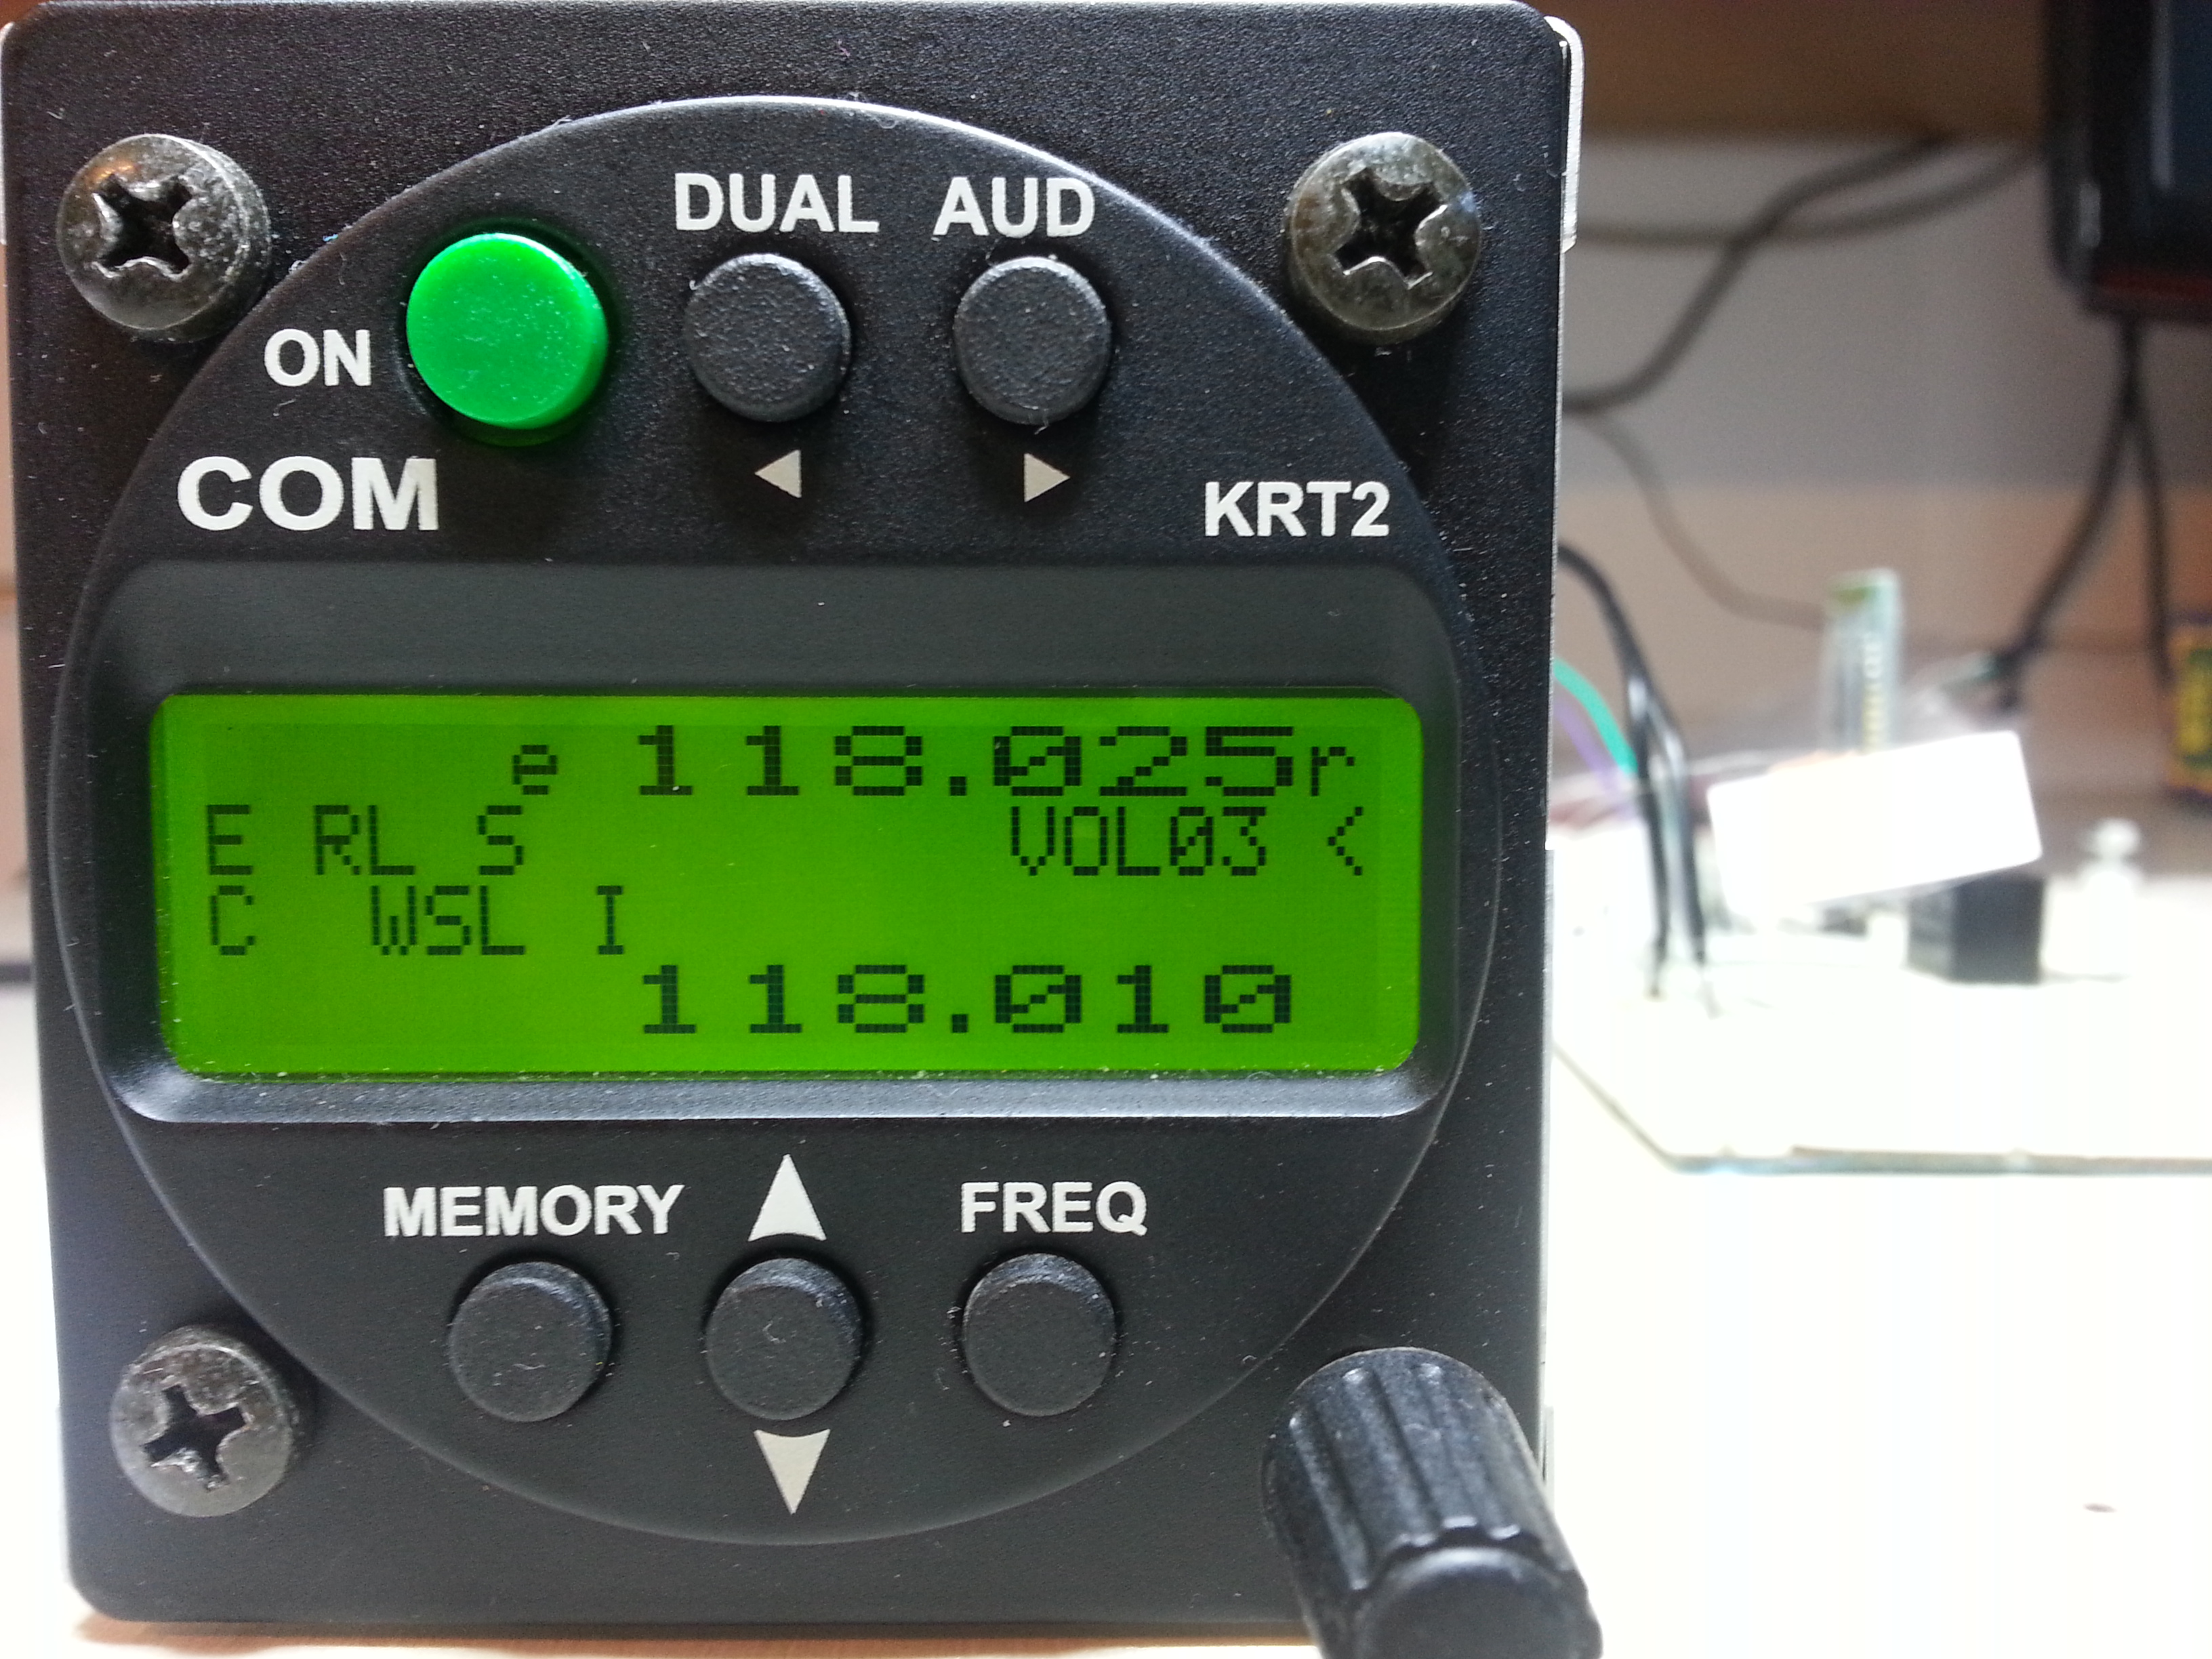 DUAL AUD
ON
COM
KRT2
e 118.025r
E RL S VOL03 <
C WSL I
118.010
MEMORY FREQ